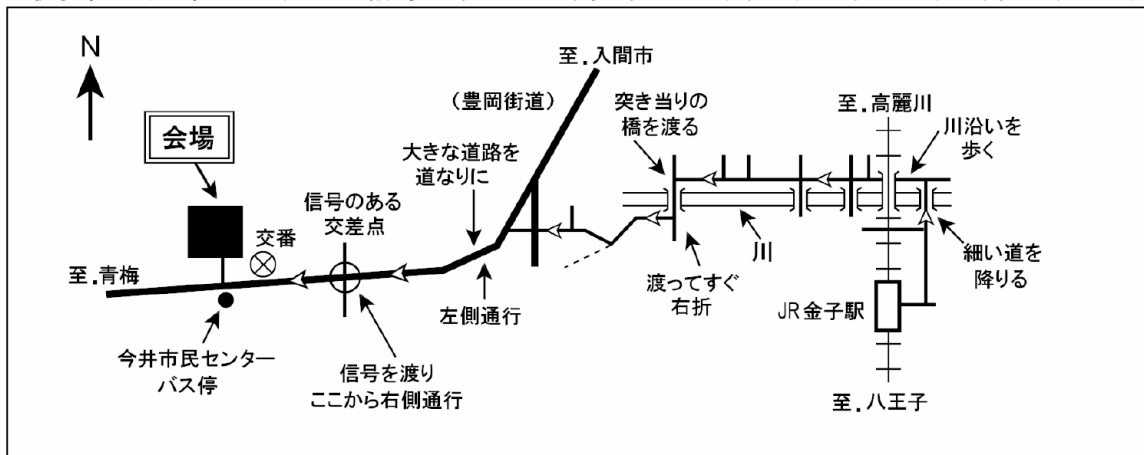 N
会場
至．青梅
交番
今井市民センター
バス停
信号のある
交差点
信号を渡り
ここから右側通行
大きな道路を
道なりに
左側通行
（豊岡街道）
至．入間市
突き当りの
橋を渡る
川
渡ってすぐ
右折
至．高麗川
川沿いを
歩く
細い道を
降りる
JR金子駅
至．八王子